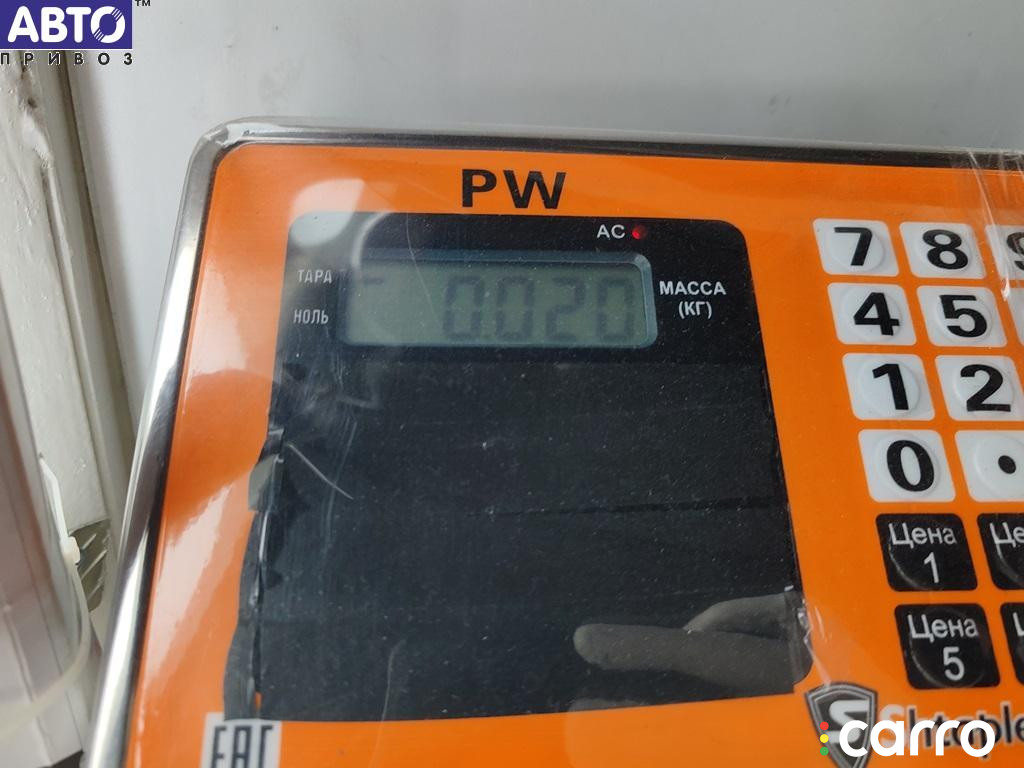 АВТО™
ПРИВОЗ
PW
AC
ТАРА
НОЛЬ
- 0.020
МАССА
(КГ)
7 8
4 5
1 2
0 .
Цена
1
Цена
5
EAC
carro